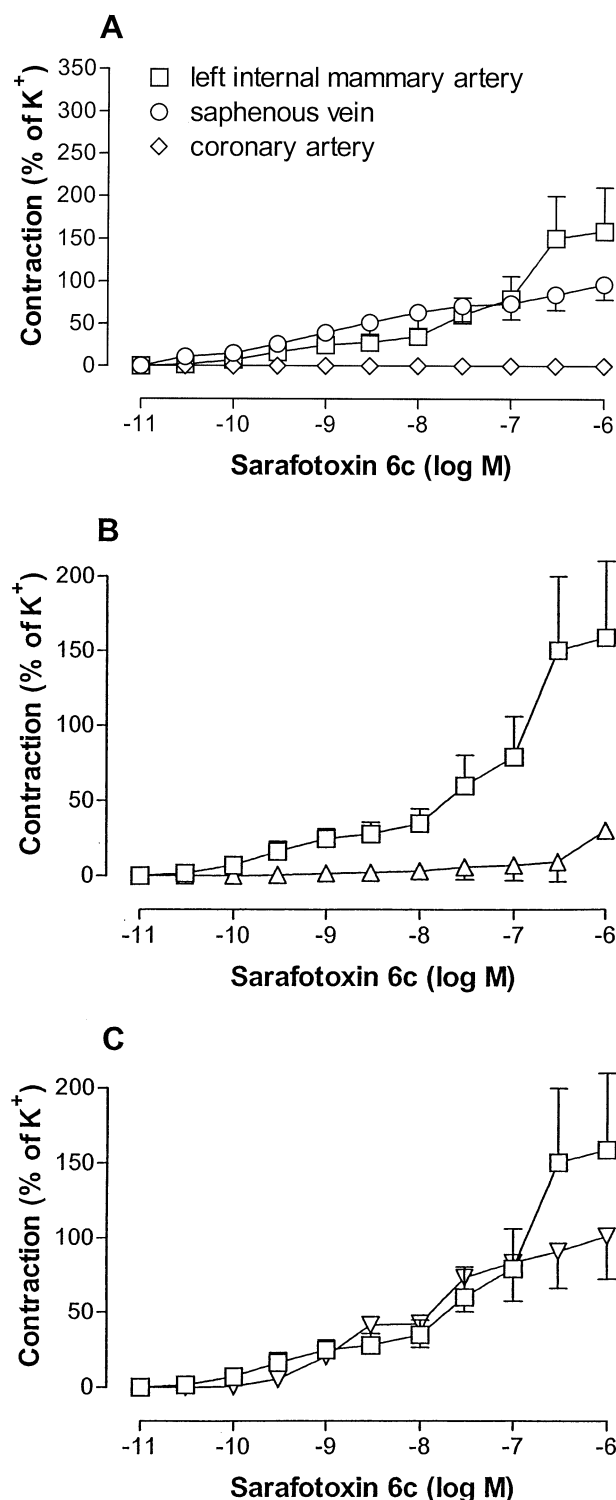 A
Contraction (% of K+)
350
300
250
200
150
100
50
0
left internal mammary artery
saphenous vein
coronary artery
-11 -10 -9 -8 -7 -6
Sarafotoxin 6c (log M)
B
Contraction (% of K+)
200
150
100
50
0
-11 -10 -9 -8 -7 -6
Sarafotoxin 6c (log M)
C
Contraction (% of K+)
200
150
100
50
0
-11 -10 -9 -8 -7 -6
Sarafotoxin 6c (log M)